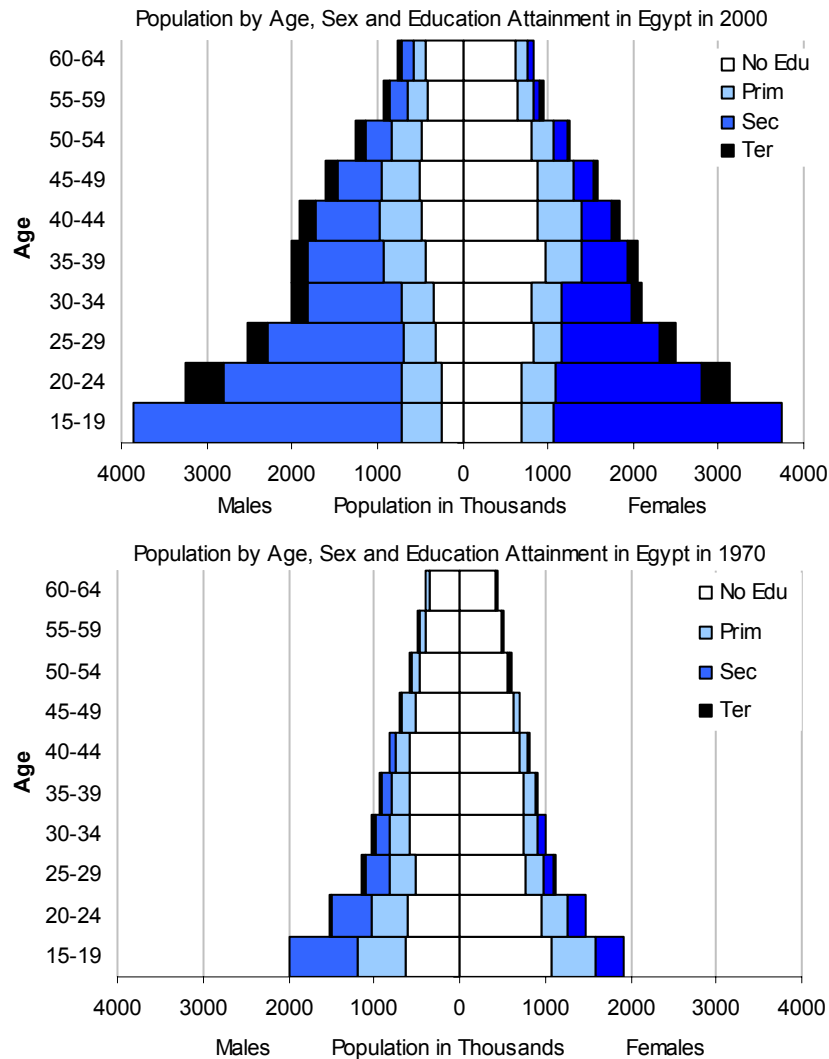 Population by Age, Sex and Education Attainment in Egypt in 2000
60-64
55-59
50-54
45-49
40-44
35-39
30-34
25-29
20-24
15-19
Age
No Edu
Prim
Sec
Ter
4000 3000 2000 1000 0 1000 2000 3000 4000
Males Population in Thousands Females
Population by Age, Sex and Education Attainment in Egypt in 1970
60-64
55-59
50-54
45-49
40-44
35-39
30-34
25-29
20-24
15-19
Age
No Edu
Prim
Sec
Ter
4000 3000 2000 1000 0 1000 2000 3000 4000
Males Population in Thousands Females